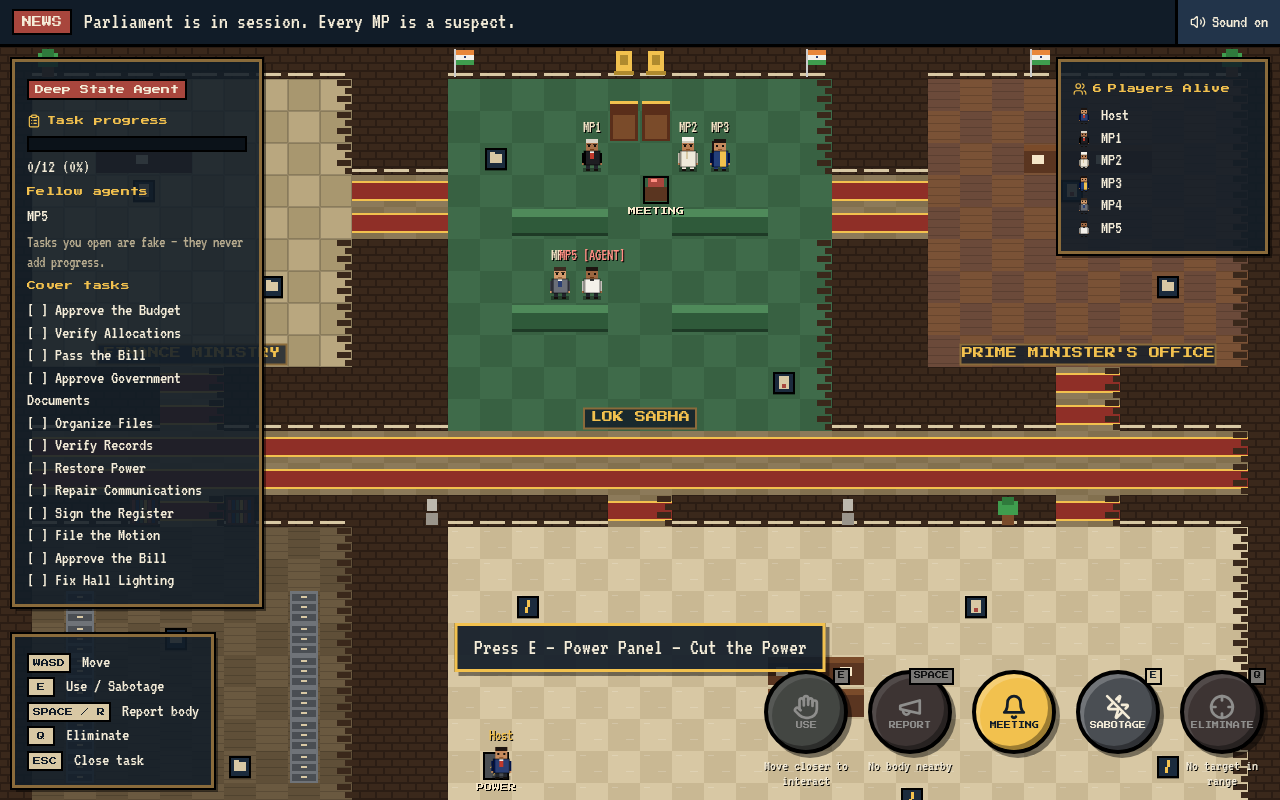 NEWS Parliament is in session. Every MP is a suspect.
Sound on
Deep State Agent
Task progress
0/12 (0%)
Fellow agents
MP5
Tasks you open are fake – they never
add progress.
Cover tasks
[ ] Approve the Budget
[ ] Verify Allocations
[ ] Pass the Bill
[ ] Approve Government
Documents
[ ] Organize Files
[ ] Verify Records
[ ] Restore Power
[ ] Repair Communications
[ ] Sign the Register
[ ] File the Motion
[ ] Approve the Bill
[ ] Fix Hall Lighting
WASD Move
E Use / Sabotage
SPACE / R Report body
Q Eliminate
ESC Close task
FINANCE MINISTRY
MP1
MP2
MP3
MEETING
MP5 [AGENT]
LOK SABHA
6 Players Alive
Host
MP1
MP2
MP3
MP4
MP5
PRIME MINISTER'S OFFICE
Press E – Power Panel – Cut the Power
Host
POWER
E
USE
Move closer to
interact
SPACE
REPORT
No body nearby
MEETING
E
SABOTAGE
Q
ELIMINATE
No target in
range